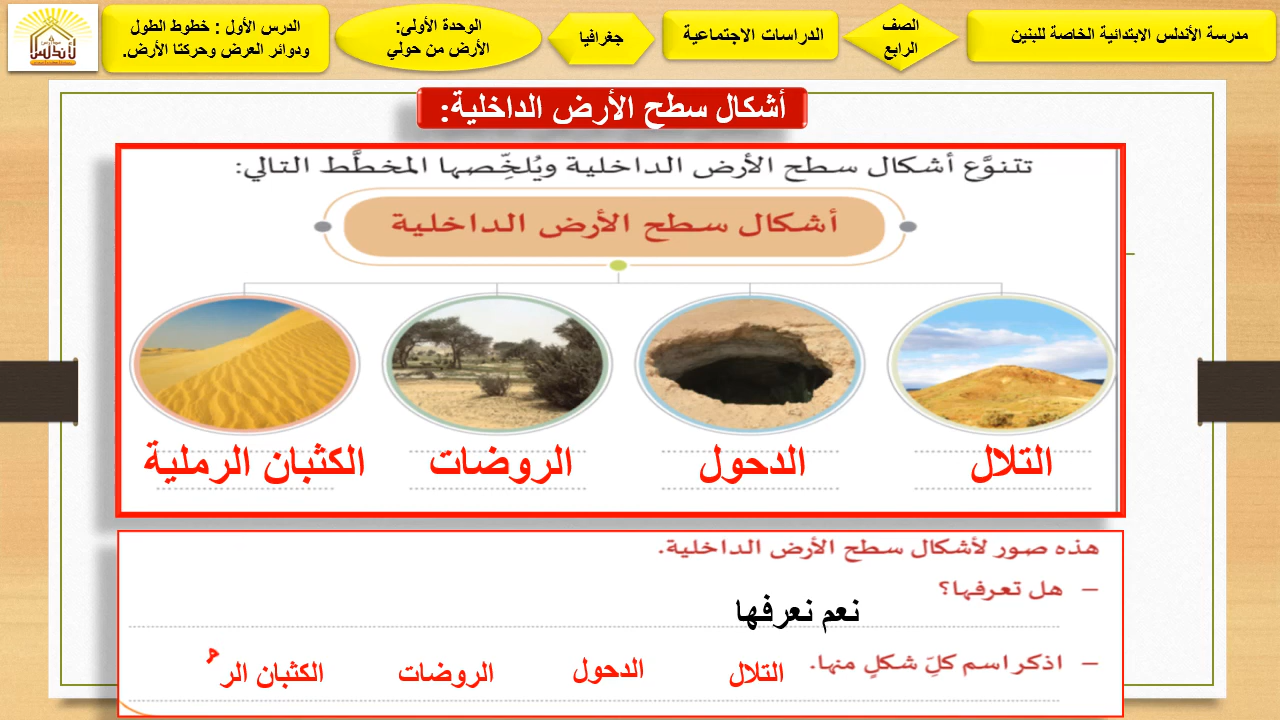 مدرسة الأندلس الابتدائية الخاصة للبنين
الصف
الرابع
الدراسات الاجتماعية
جغرافيا
الوحدة الأولى:
الأرض من حولي
الدرس الأول : خطوط الطول
ودوائر العرض وحركتا الأرض.
أشكال سطح الأرض الداخلية:
تتنوَّع أشكال سطح الأرض الداخلية ويُلخِّصها المخطَّط التالي:
أشكال سطح الأرض الداخلية
التلال الدحول الروضات الكثبان الرملية
هذه صور لأشكال سطح الأرض الداخلية.
– هل تعرفها؟
نعم نعرفها
– اذكر اسم كلِّ شكلٍ منها. التلال الدحول الروضات الكثبان الر